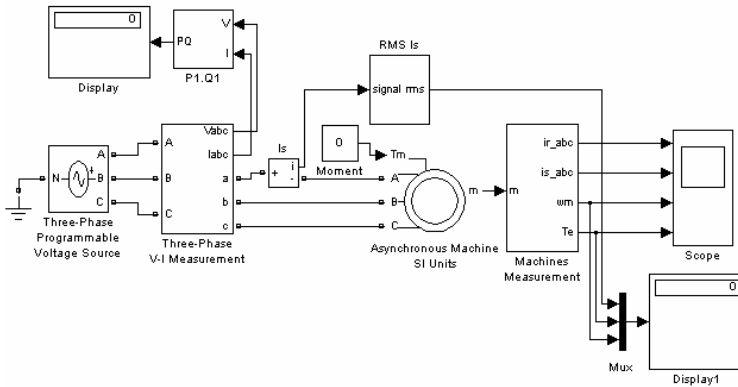 0
Display
PQ
V
I
P1.Q1
RMS Is
signal rms
N
A
B
C
Three-Phase
Programmable
Voltage Source
A
B
C
Vabc
Iabc
a
b
c
Three-Phase
V-I Measurement
Is
+
i
-
0
Moment
Tm
A
B
C
m
Asynchronous Machine
SI Units
m
ir_abc
is_abc
wm
Te
Machines
Measurement
Scope
Mux
0
Display1